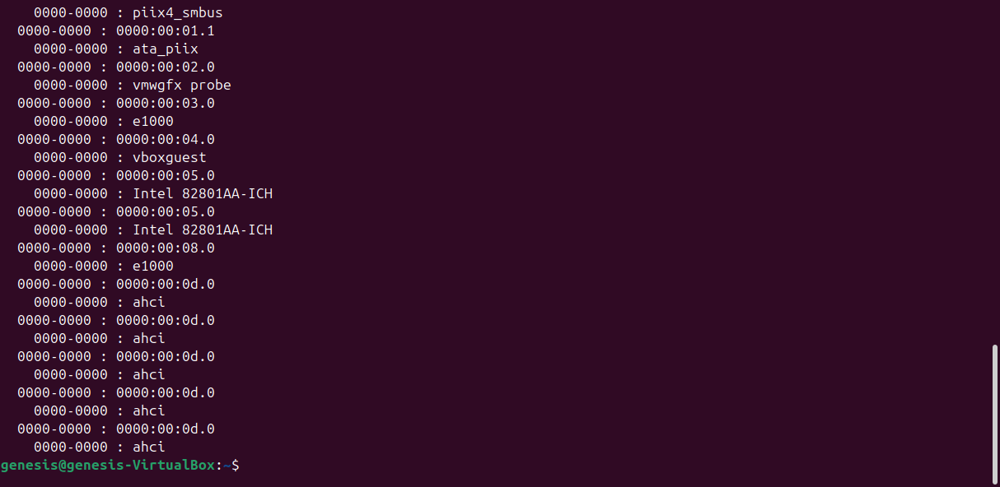 0000-0000 : piix4_smbus
  0000-0000 : 0000:00:01.1
    0000-0000 : ata_piix
  0000-0000 : 0000:00:02.0
    0000-0000 : vmwgfx probe
  0000-0000 : 0000:00:03.0
    0000-0000 : e1000
  0000-0000 : 0000:00:04.0
    0000-0000 : vboxguest
  0000-0000 : 0000:00:05.0
    0000-0000 : Intel 82801AA-ICH
  0000-0000 : 0000:00:05.0
    0000-0000 : Intel 82801AA-ICH
  0000-0000 : 0000:00:08.0
    0000-0000 : e1000
  0000-0000 : 0000:00:0d.0
    0000-0000 : ahci
  0000-0000 : 0000:00:0d.0
    0000-0000 : ahci
  0000-0000 : 0000:00:0d.0
    0000-0000 : ahci
  0000-0000 : 0000:00:0d.0
    0000-0000 : ahci
  0000-0000 : 0000:00:0d.0
    0000-0000 : ahci
genesis@genesis-VirtualBox:~$